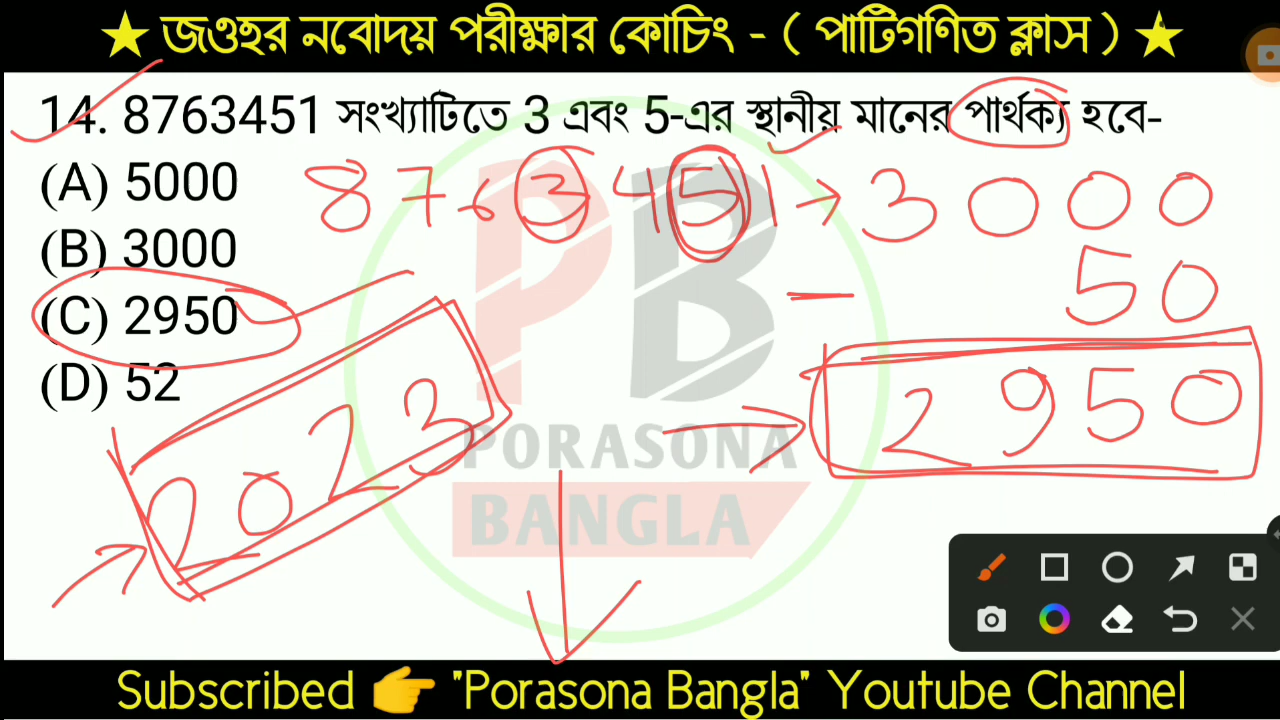 ★ জওহর নবোদয় পরীক্ষার কোচিং - ( পাটিগণিত ক্লাস ) ★
14. 8763451 সংখ্যাটিতে 3 এবং 5-এর স্থানীয় মানের পার্থক্য হবে-
(A) 5000
8763451 → 3000
(B) 3000
- 50
(C) 2950
(D) 52
2950
2023
PB
PORASONA
BANGLA
Subscribed 👉 "Porasona Bangla" Youtube Channel